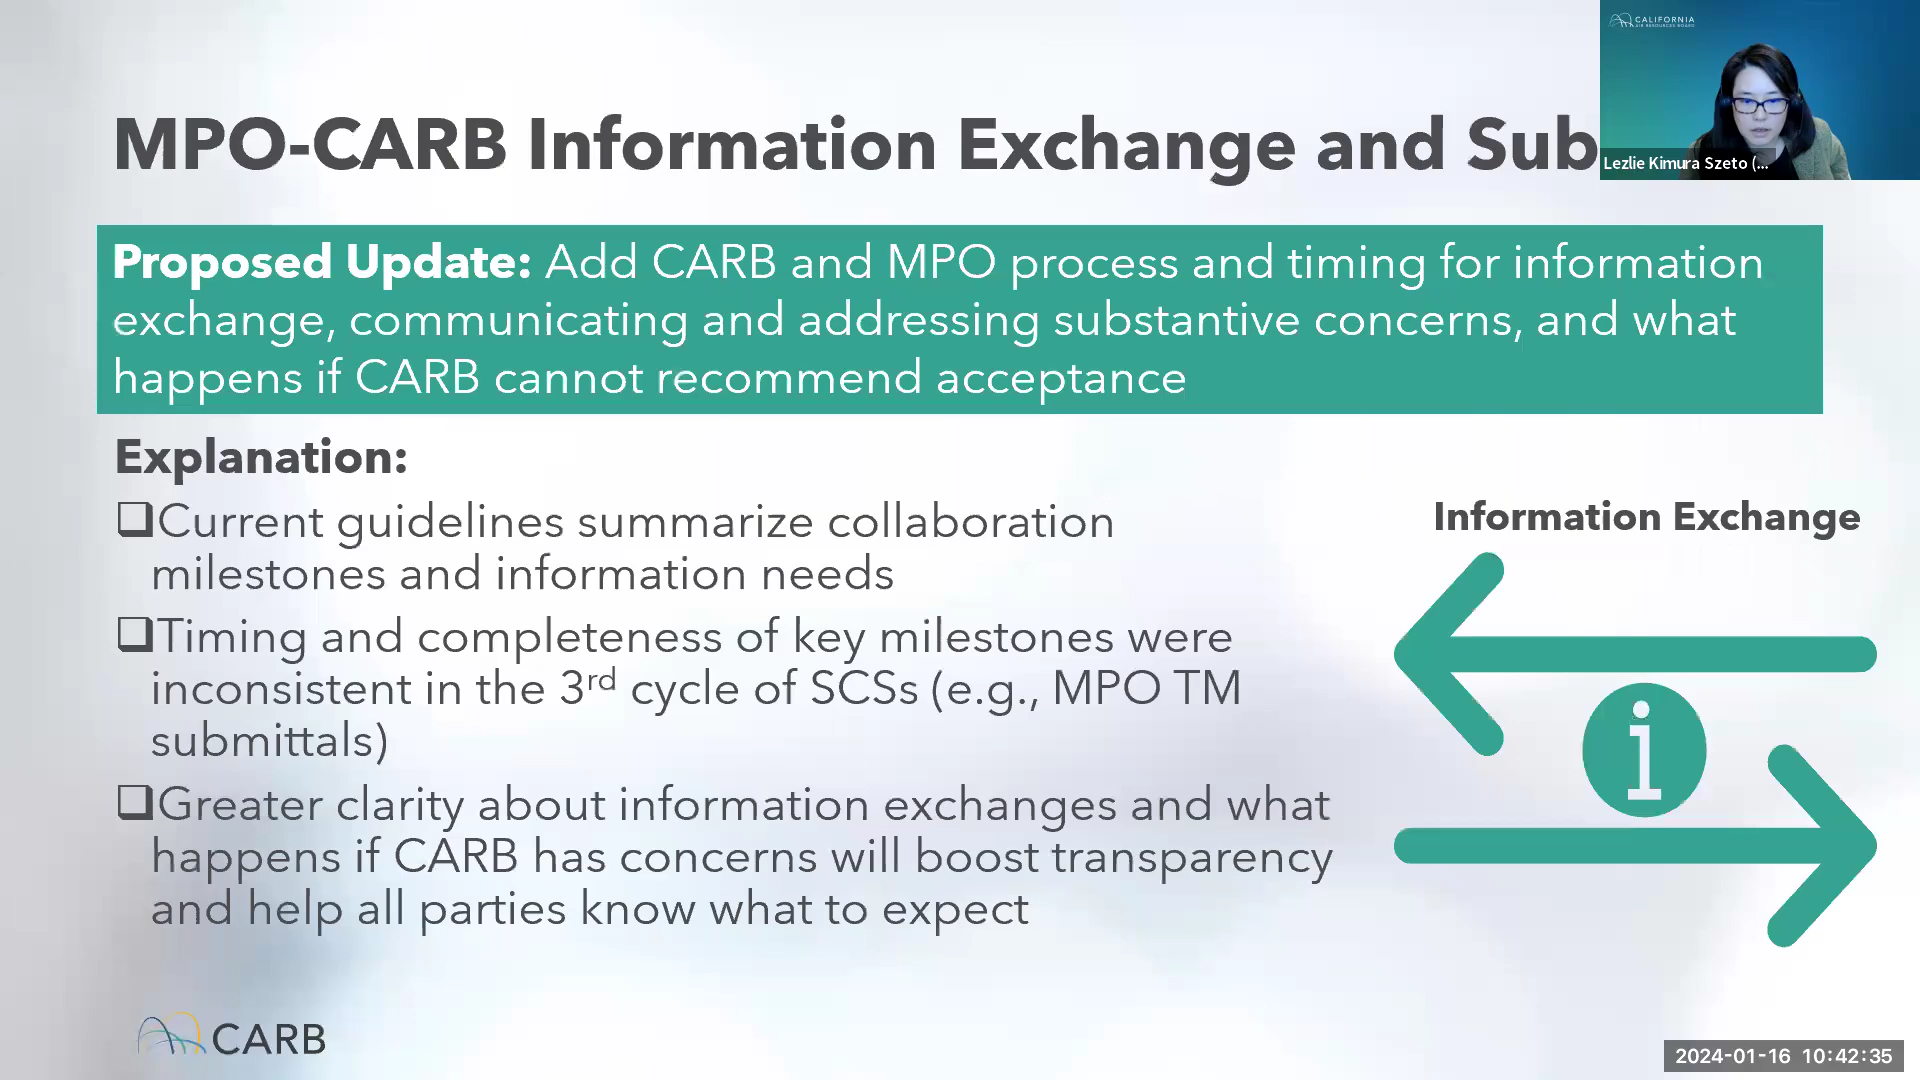 CALIFORNIA
AIR RESOURCES BOARD
MPO-CARB Information Exchange and Sub
Lezlie Kimura Szeto (...
Proposed Update: Add CARB and MPO process and timing for information
exchange, communicating and addressing substantive concerns, and what
happens if CARB cannot recommend acceptance
Explanation:
❑Current guidelines summarize collaboration
milestones and information needs
❑Timing and completeness of key milestones were
inconsistent in the 3rd cycle of SCSs (e.g., MPO TM
submittals)
❑Greater clarity about information exchanges and what
happens if CARB has concerns will boost transparency
and help all parties know what to expect
Information Exchange
i
CARB
2024-01-16 10:42:35